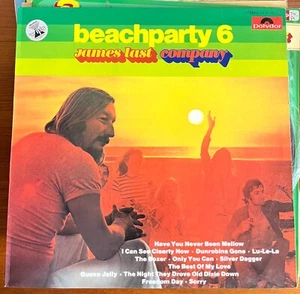 beachparty 6
Polydor
james last company
Have You Never Been Mellow
I Can See Clearly Now · Dunrobins Gone · Lu-La-La
The Boxer · Only You Can · Silver Dagger
The Best Of My Love
Guava Jelly · The Night They Drove Old Dixie Down
Freedom Day · Sorry